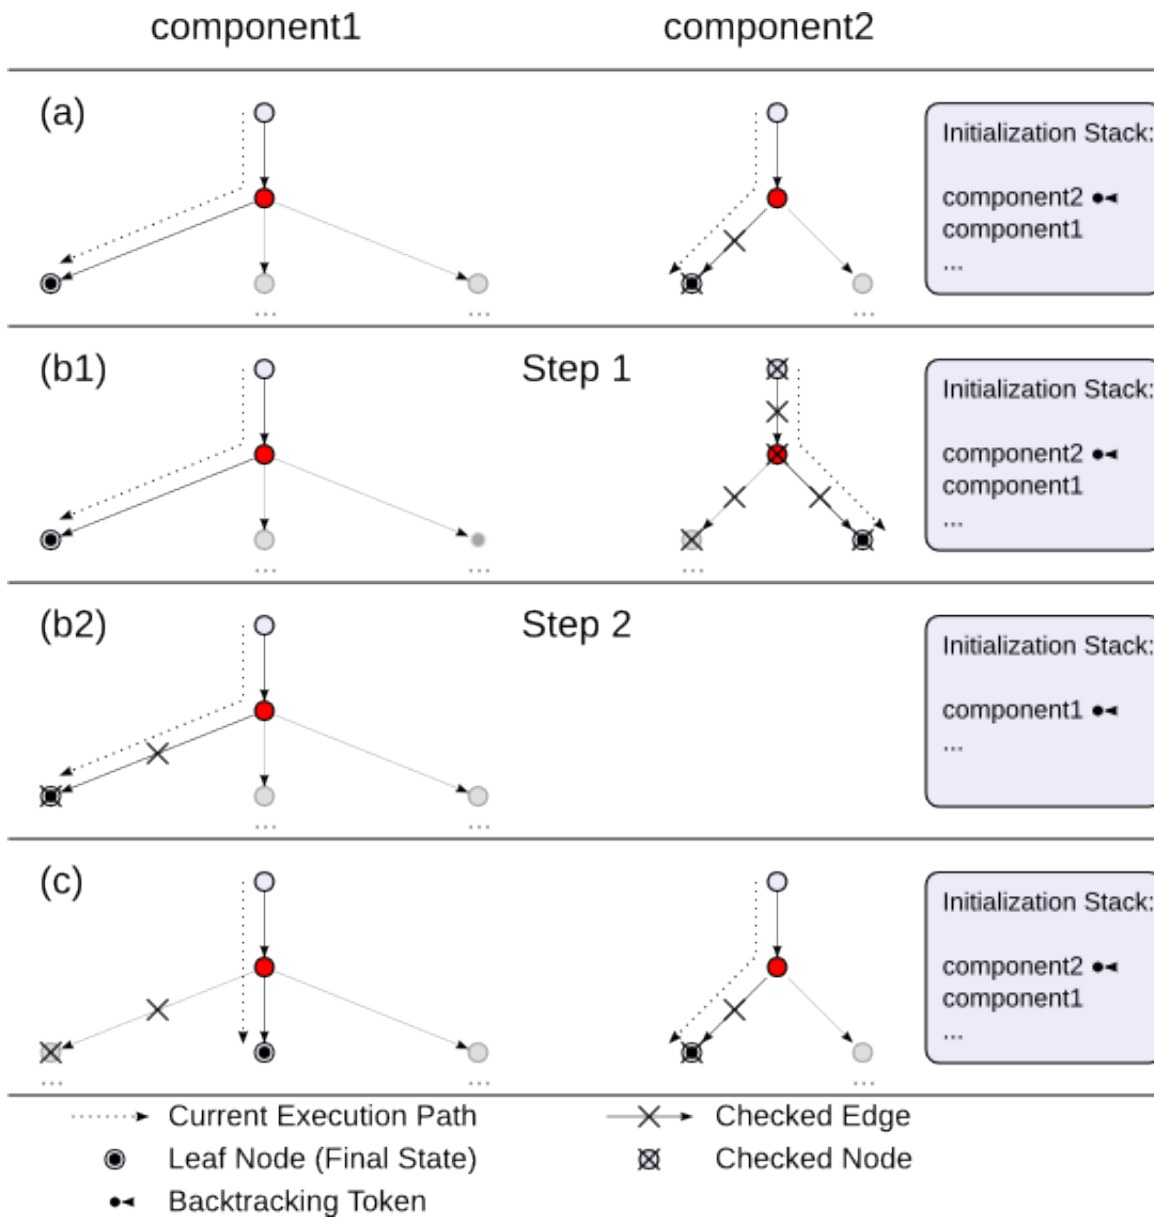 component1 component2
(a)
Initialization Stack:
component2
component1
...
... ... ...
(b1) Step 1
Initialization Stack:
component2
component1
...
... ... ...
(b2) Step 2
Initialization Stack:
component1
...
... ...
(c)
Initialization Stack:
component2
component1
...
... ... ...
Current Execution Path Checked Edge
Leaf Node (Final State) Checked Node
Backtracking Token